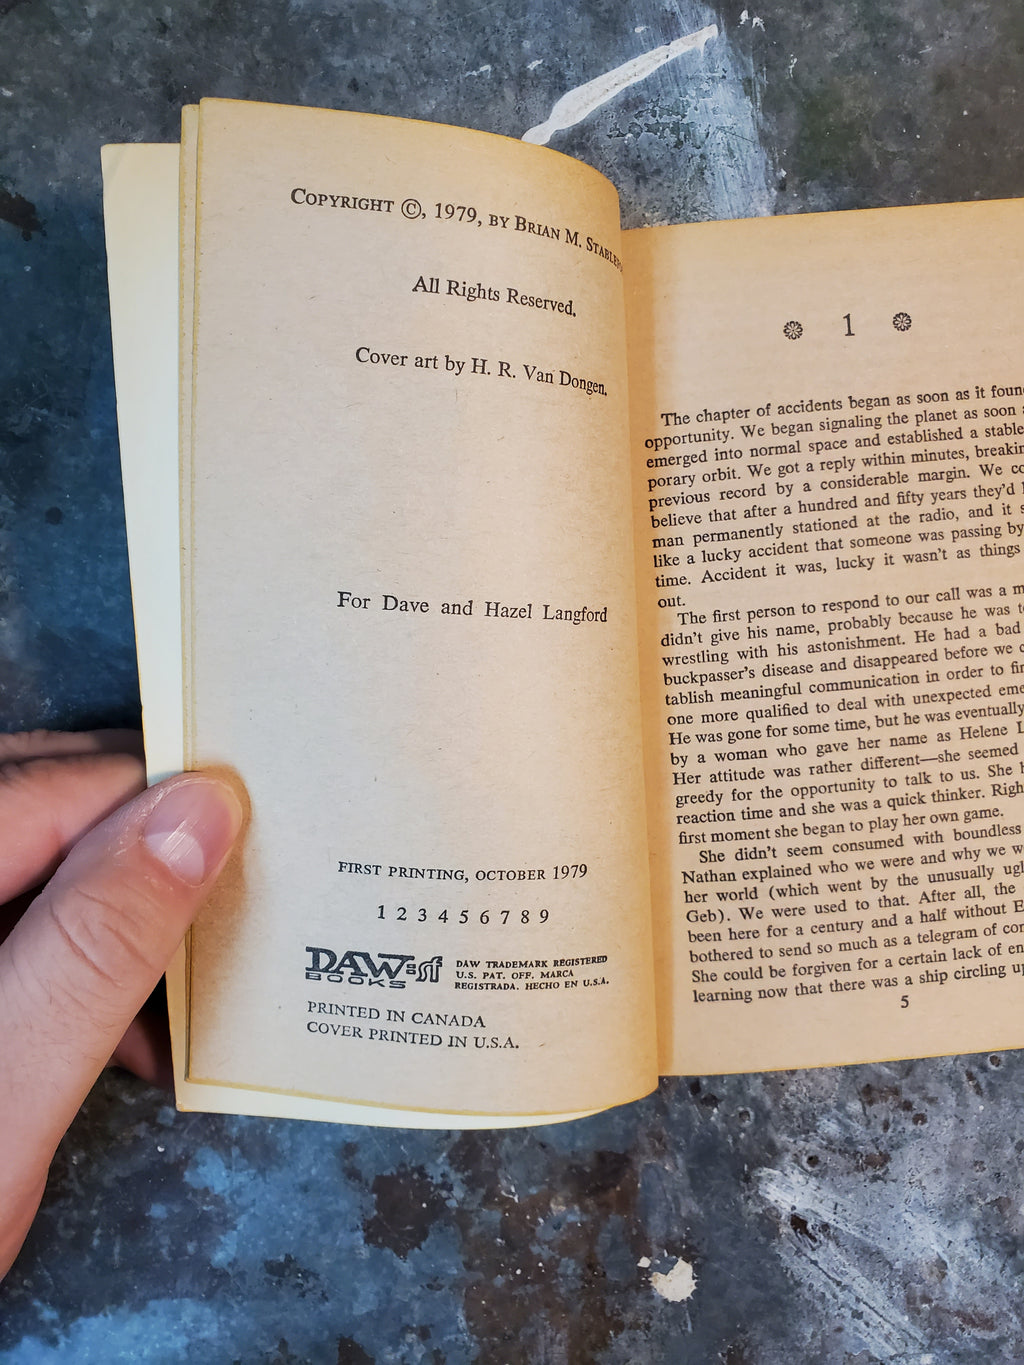 COPYRIGHT ©, 1979, BY BRIAN M.
All Rights Reserved.
Cover art by H. R. Van Dongen.
For Dave and Hazel Langford
FIRST PRINTING, OCTOBER 1979
1 2 3 4 5 6 7 8 9
DAW sf
BOOKS
DAW TRADEMARK REGISTERED
U.S. PAT. OFF. MARCA
REGISTRADA. HECHO EN U.S.A.
PRINTED IN CANADA
COVER PRINTED IN U.S.A.
1
The chapter of accidents began as soon as it
opportunity. We began signaling the planet as soon
emerged into normal space and established a stable
porary orbit. We got a reply within minutes,
previous record by a considerable margin. We
believe that after a hundred and fifty years they'd
man permanently stationed at the radio, and it
like a lucky accident that someone was passing by
time. Accident it was, lucky it wasn't as things
out.
The first person to respond to our call was a
didn't give his name, probably because he was
wrestling with his astonishment. He had a bad
buckpasser's disease and disappeared before we
tablish meaningful communication in order to
one more qualified to deal with unexpected
He was gone for some time, but he was eventually
by a woman who gave her name as Helene
Her attitude was rather different—she seemed
greedy for the opportunity to talk to us. She
reaction time and she was a quick thinker.
first moment she began to play her own game.
She didn't seem consumed with boundless
Nathan explained who we were and why we
her world (which went by the unusually
Geb). We were used to that. After all, the
been here for a century and a half without
bothered to send so much as a telegram of
She could be forgiven for a certain lack of
learning now that there was a ship circling
5